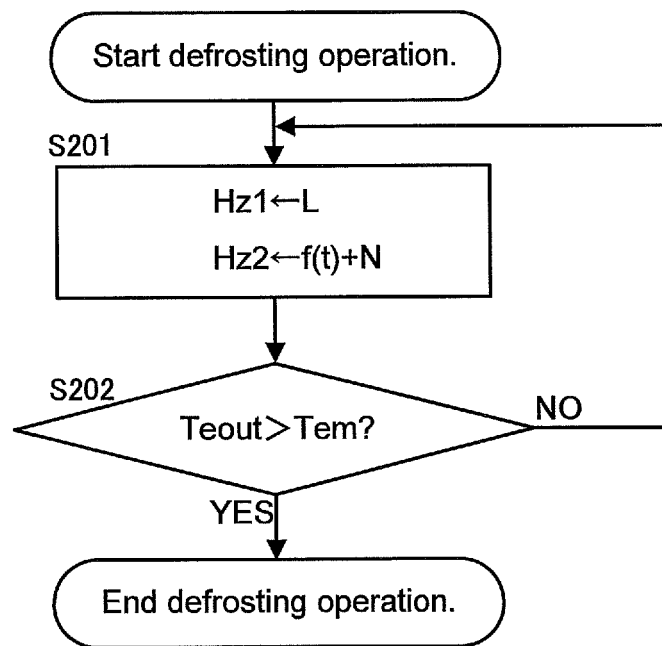 Start defrosting operation.
S201
Hz1←L
Hz2←f(t)+N
S202
Teout＞Tem?
NO
YES
End defrosting operation.